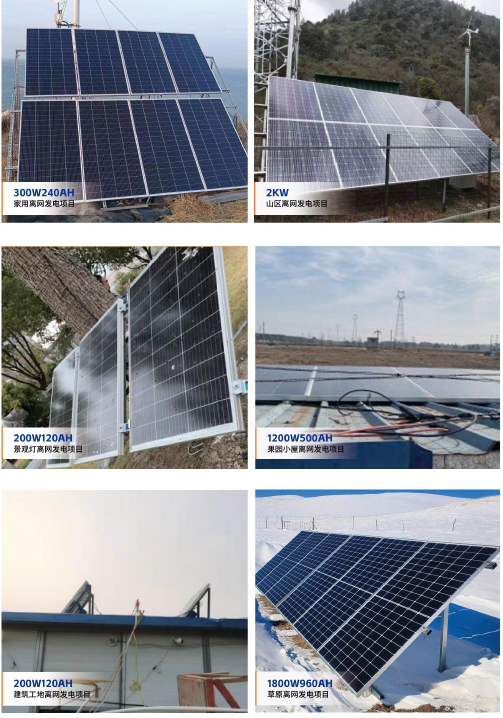 300W240AH
家用离网发电项目
2KW
山区离网发电项目
200W120AH
景观灯离网发电项目
1200W500AH
果园小屋离网发电项目
200W120AH
建筑工地离网发电项目
1800W960AH
草原离网发电项目